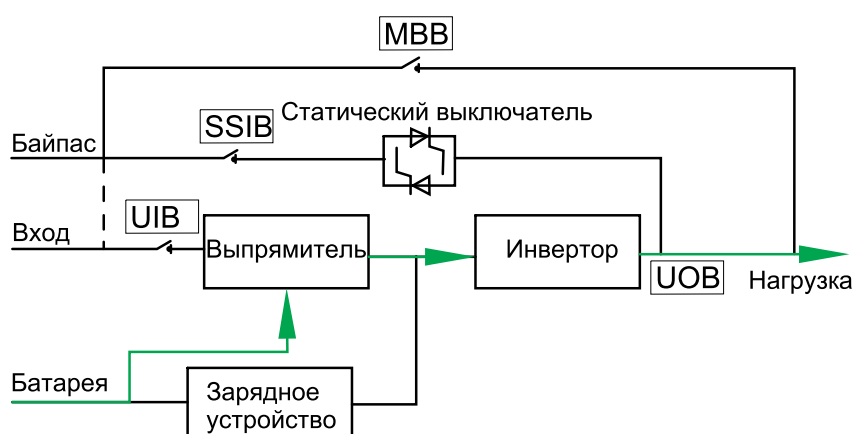 MBB
Статический выключатель
SSIB
Байпас
UIB
Вход
Выпрямитель
Инвертор
UOB
Нагрузка
Батарея
Зарядное
устройство